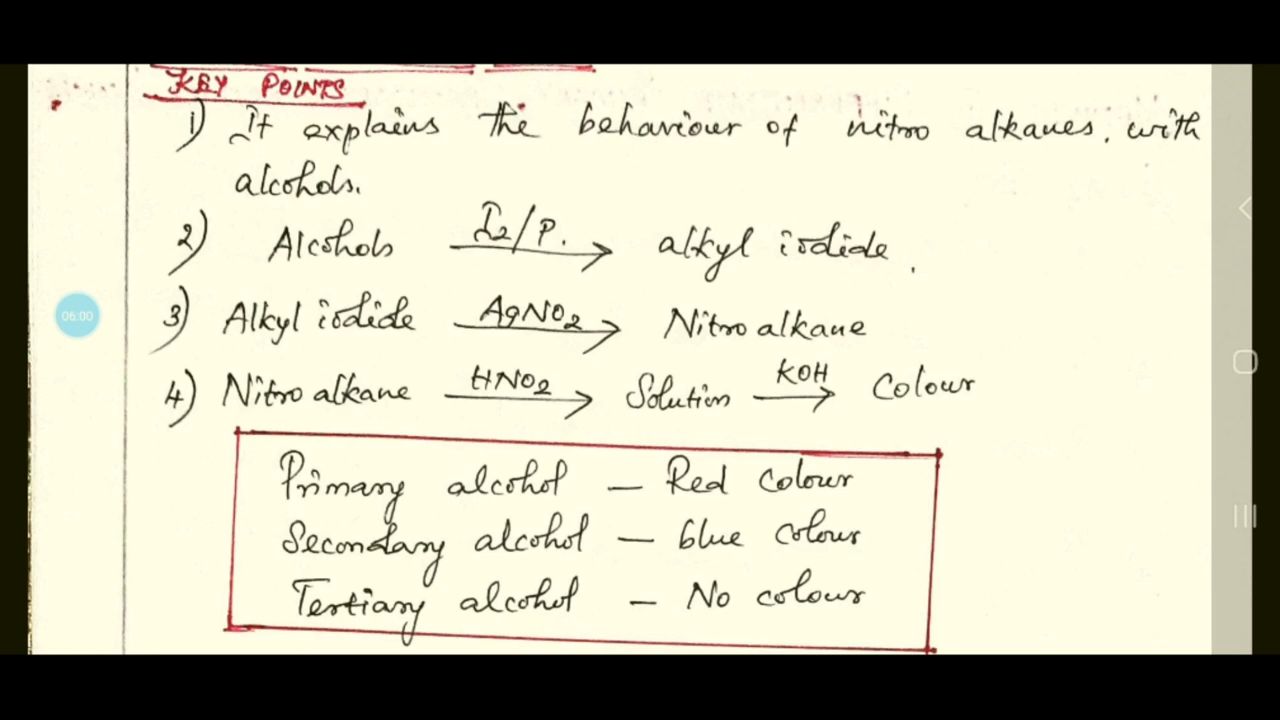 KEY POINTS
1) It explains the behaviour of nitro alkanes. with
alcohols.
2) Alcohols I2/P. → alkyl iodide.
3) Alkyl iodide AgNO2 → Nitro alkane
06:00
4) Nitro alkane HNO2 → Solution KOH → Colour
Primary alcohol – Red colour
Secondary alcohol – blue colour
Tertiary alcohol – No colour